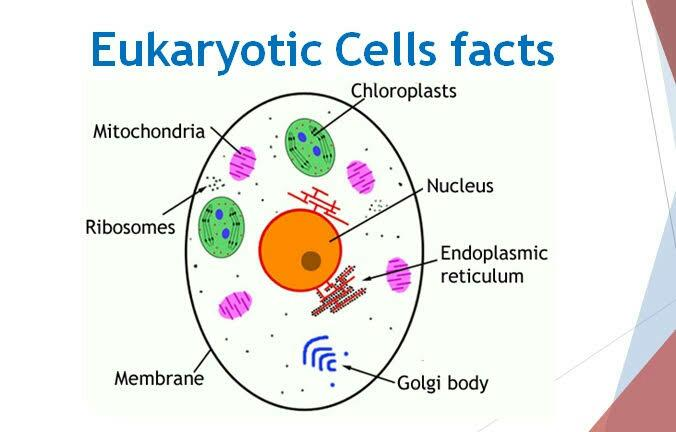 Eukaryotic Cells facts
Chloroplasts
Mitochondria
Nucleus
Ribosomes
Endoplasmic
reticulum
Membrane
Golgi body